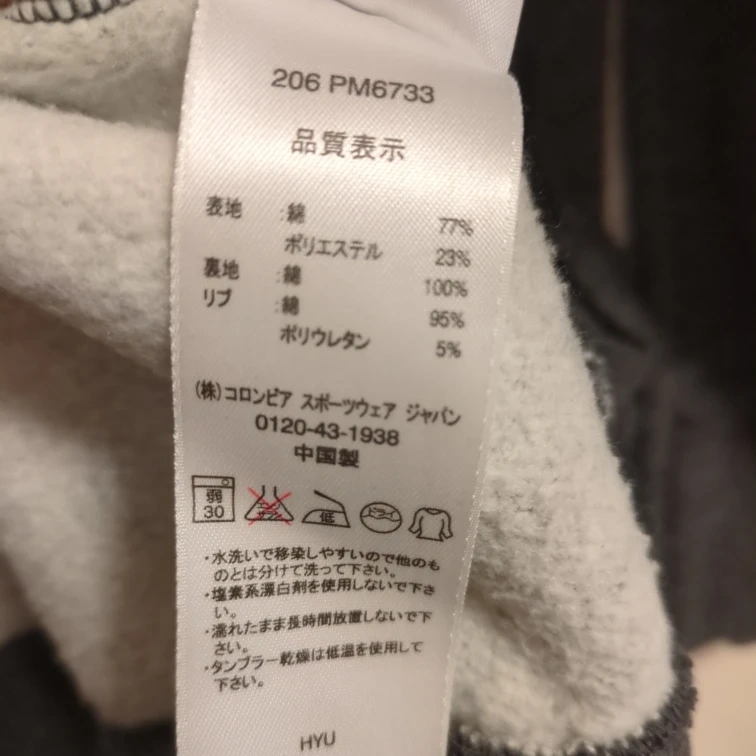 206 PM6733
品質表示
表地 :綿 77%
ポリエステル 23%
裏地 :綿 100%
リブ :綿 95%
ポリウレタン 5%
(株)コロンビア スポーツウェア ジャパン
0120-43-1938
中国製
弱
30
エンソ
サラシ
低
ドライ
・水洗いで移染しやすいので他のも
のとは分けて洗って下さい。
・塩素系漂白剤を使用しないで下さ
い。
・濡れたまま長時間放置しないで下
さい。
・タンブラー乾燥は低温を使用して
下さい。
HYU